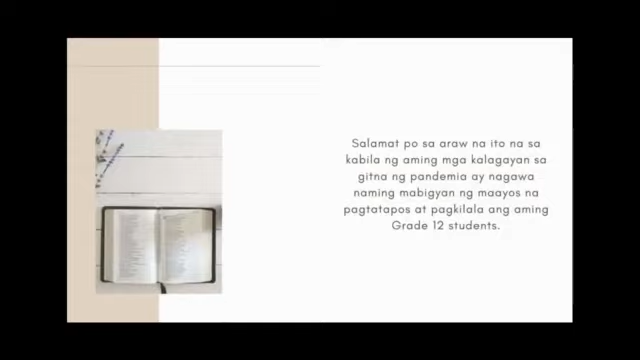 Salamat po sa araw na ito na sa
kabila ng aming mga kalagayan sa
gitna ng pandemia ay nagawa
naming mabigyan ng maayos na
pagtatapos at pagkilala ang aming
Grade 12 students.